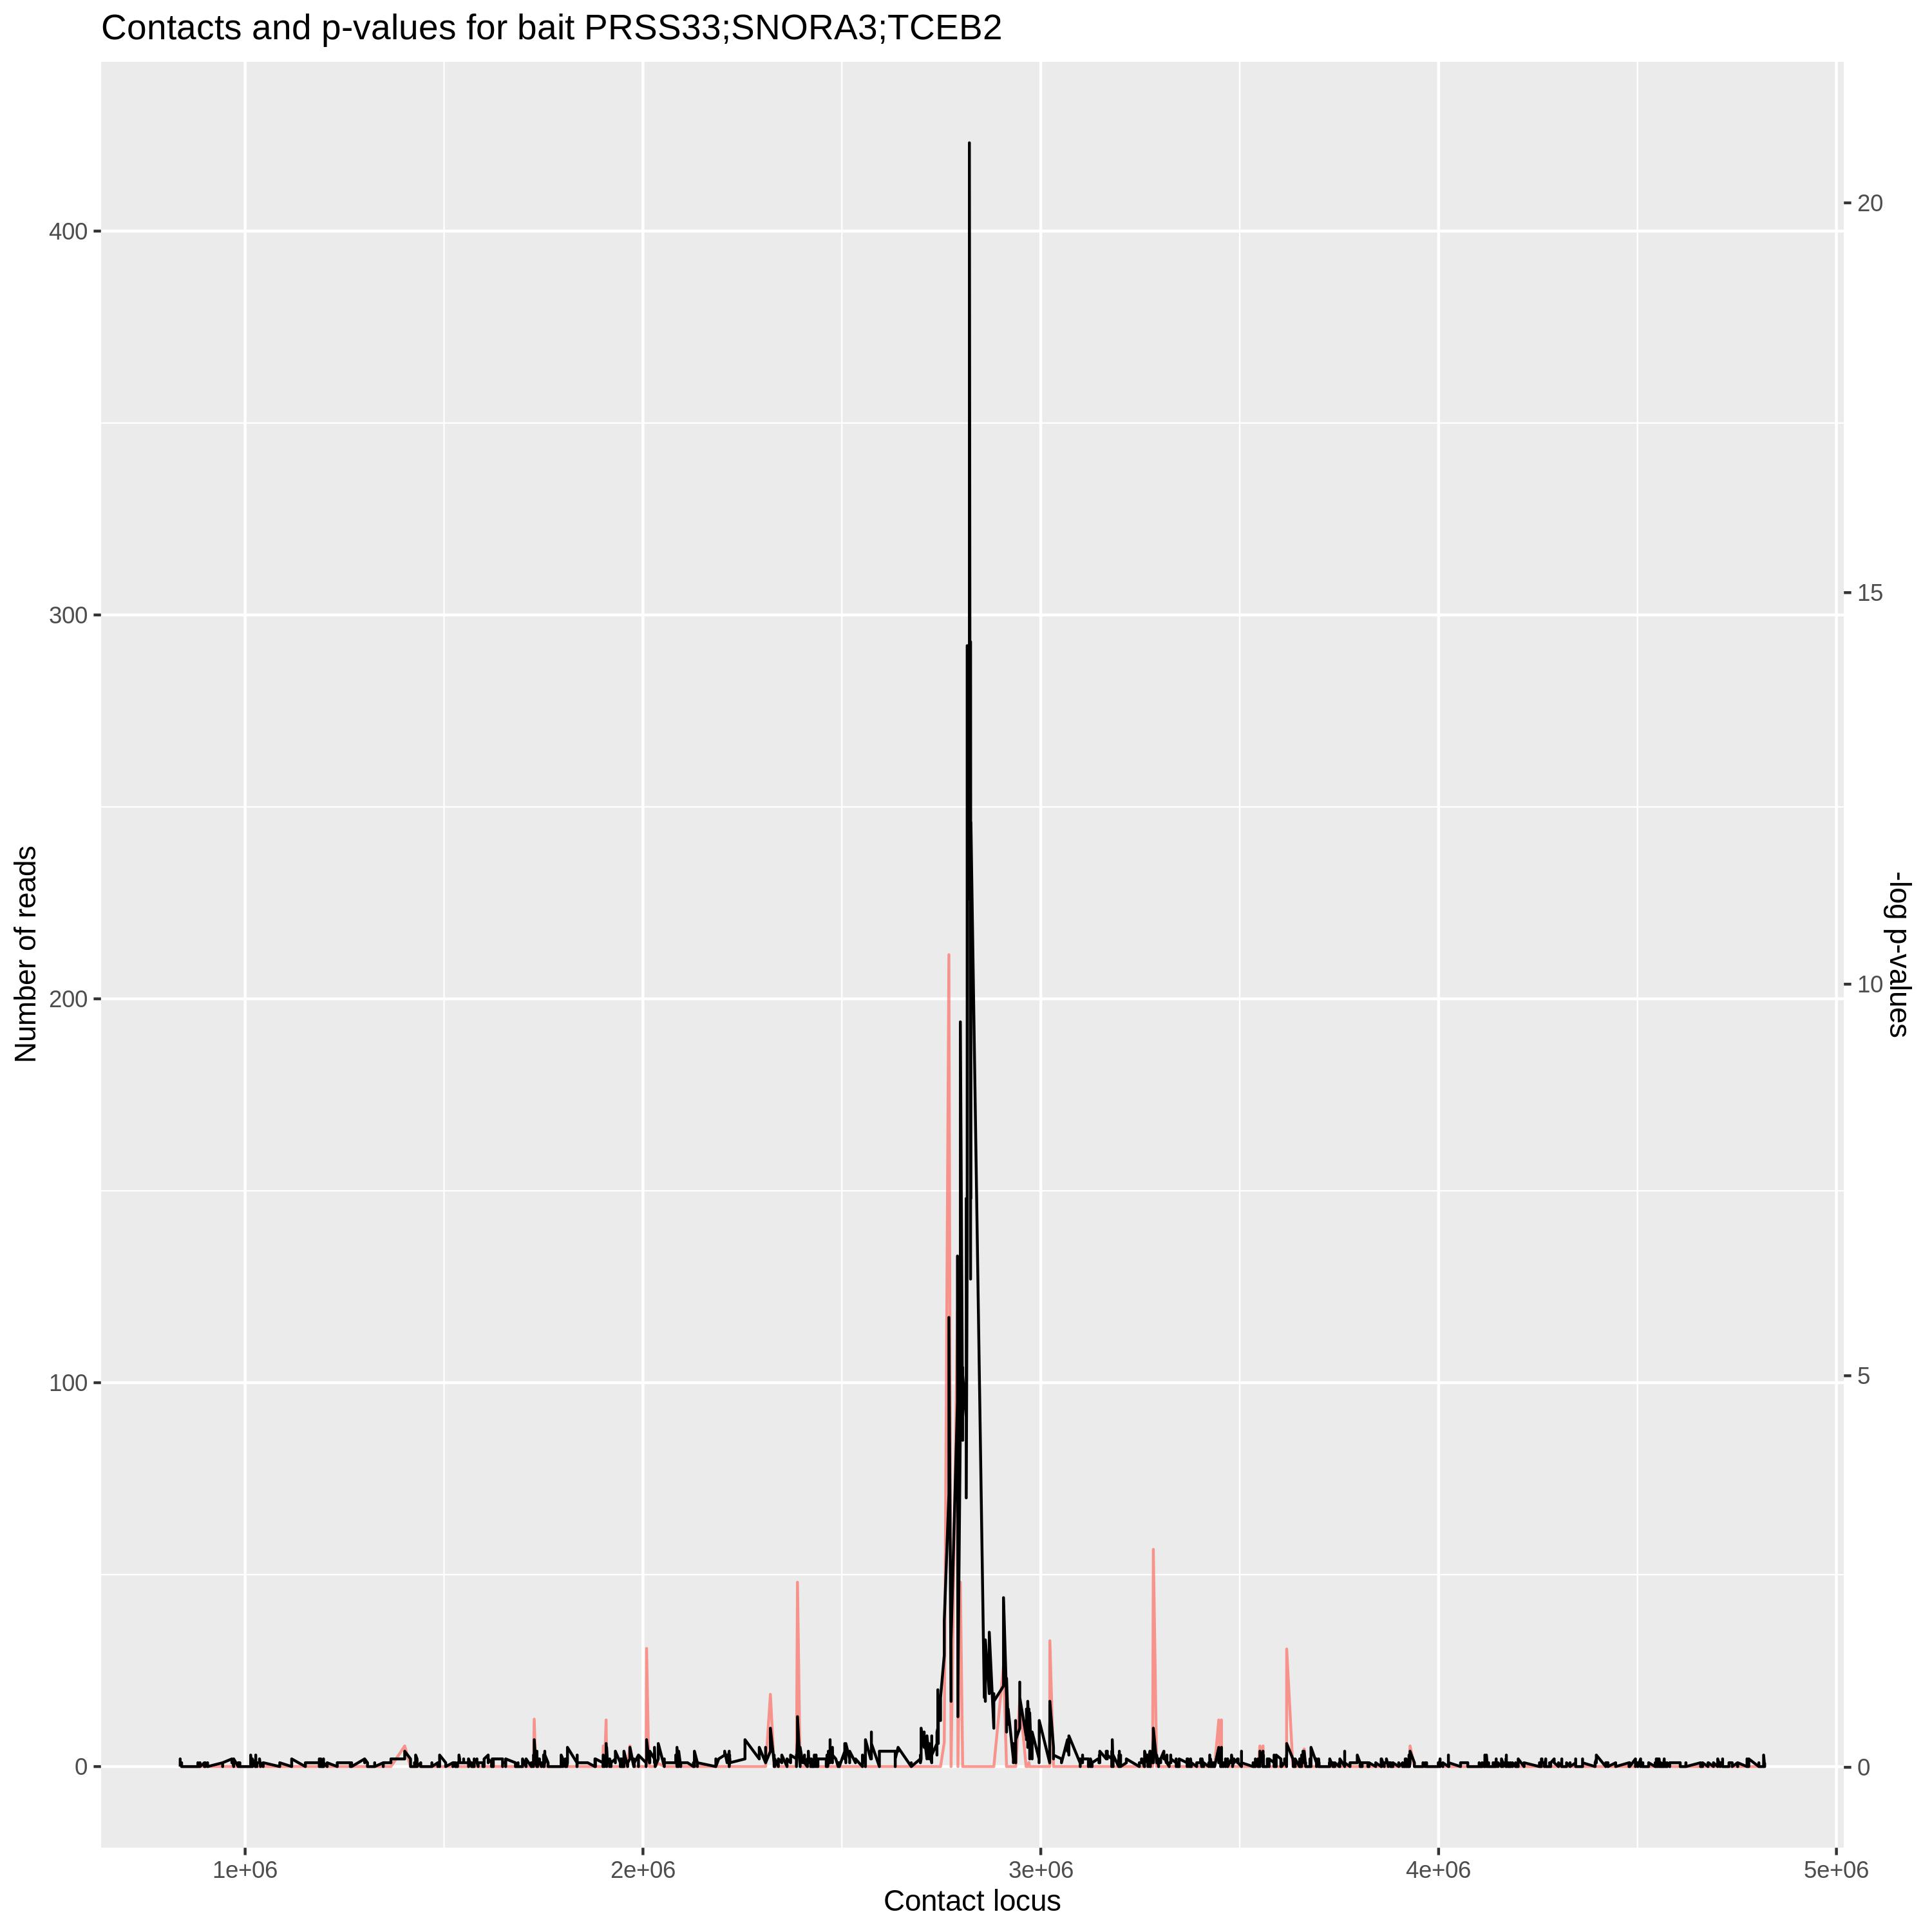 Contacts and p-values for bait PRSS33;SNORA3;TCEB2
Number of reads
400
300
200
100
0
20
15
10
5
0
-log p-values
1e+06
2e+06
3e+06
4e+06
5e+06
Contact locus